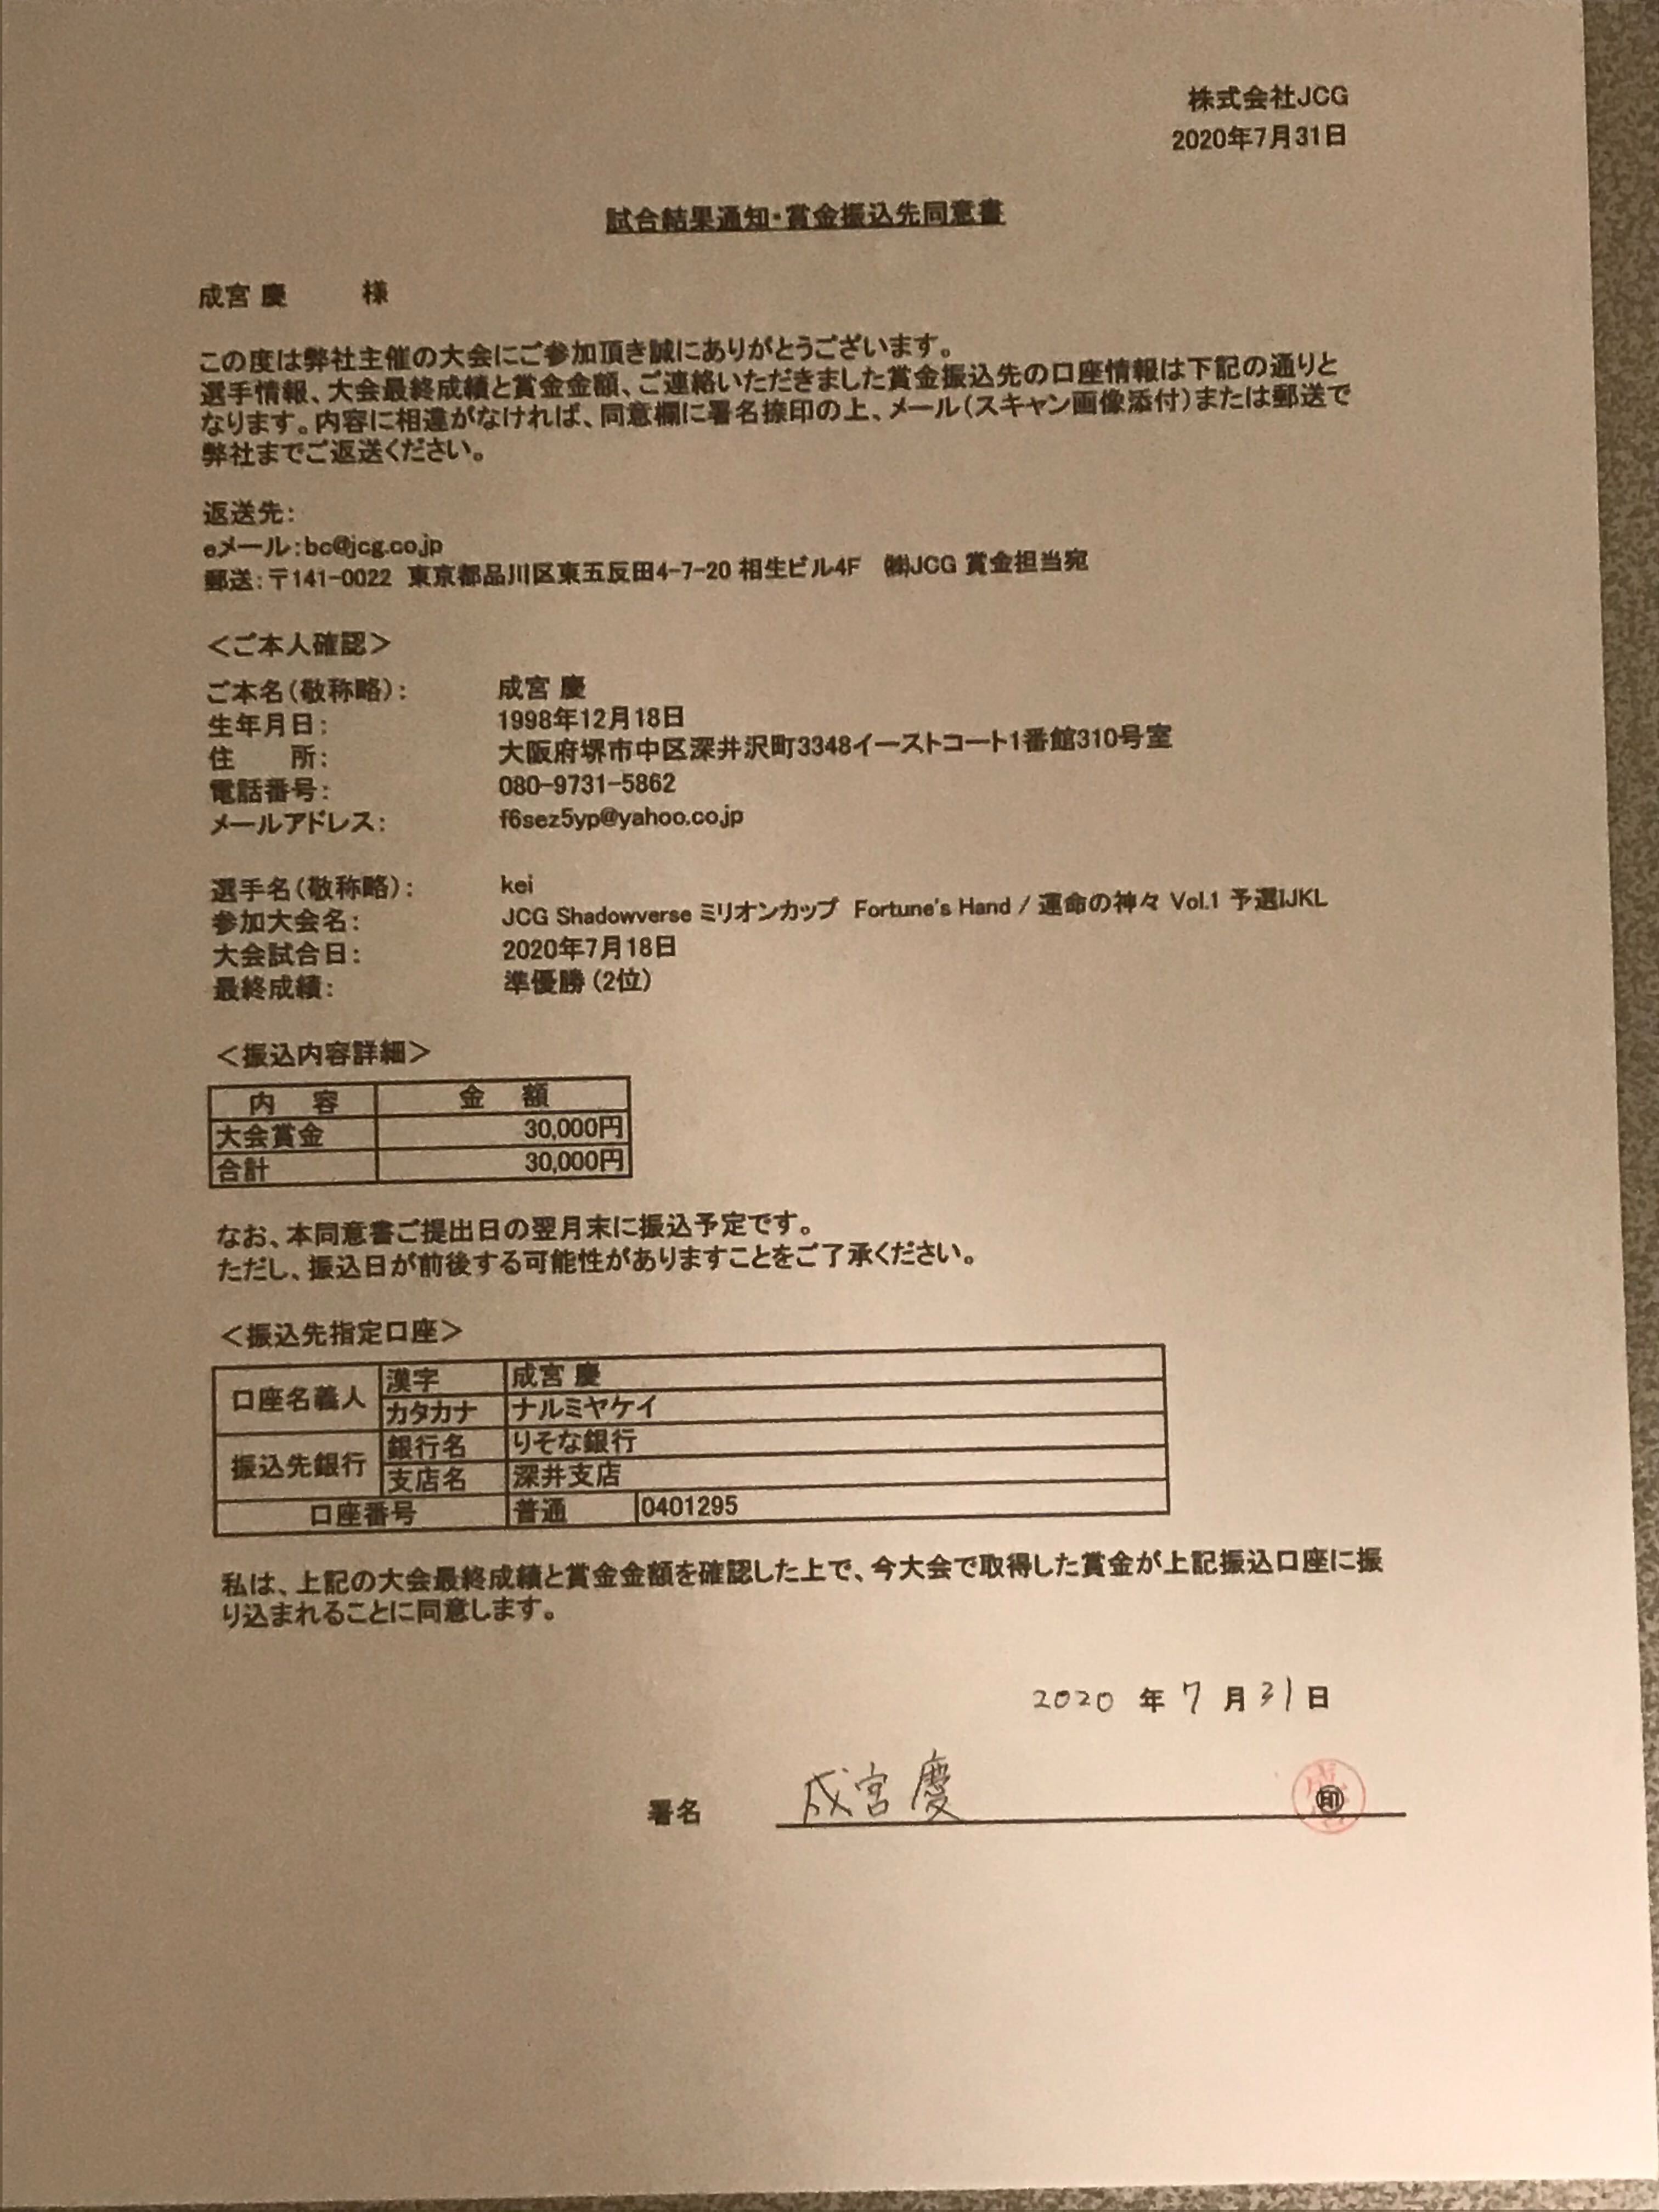 株式会社JCG
2020年7月31日
試合結果通知・賞金振込先同意書
成宮 慶 様
この度は弊社主催の大会にご参加頂き誠にありがとうございます。
選手情報、大会最終成績と賞金金額、ご連絡いただきました賞金振込先の口座情報は下記の通りと
なります。内容に相違がなければ、同意欄に署名捺印の上、メール(スキャン画像添付)または郵送で
弊社までご返送ください。
返送先:
eメール:bc@jcg.co.jp
郵送:〒141-0022 東京都品川区東五反田4-7-20 相生ビル4F ㈱JCG 賞金担当宛
<ご本人確認>
ご本名(敬称略): 成宮 慶
生年月日: 1998年12月18日
住 所: 大阪府堺市中区深井沢町3348イーストコート1番館310号室
電話番号: 080-9731-5862
メールアドレス: f6sez5yp@yahoo.co.jp
選手名(敬称略): kei
参加大会名: JCG Shadowverse ミリオンカップ Fortune's Hand / 運命の神々 Vol.1 予選IJKL
大会試合日: 2020年7月18日
最終成績: 準優勝 (2位)
<振込内容詳細>
内 容 金 額
大会賞金 30,000円
合計 30,000円
なお、本同意書ご提出日の翌月末に振込予定です。
ただし、振込日が前後する可能性がありますことをご了承ください。
<振込先指定口座>
口座名義人 漢字 成宮 慶
カタカナ ナルミヤケイ
振込先銀行 銀行名 りそな銀行
支店名 深井支店
口座番号 普通 0401295
私は、上記の大会最終成績と賞金金額を確認した上で、今大会で取得した賞金が上記振込口座に振
り込まれることに同意します。
2020 年 7 月 31 日
署名 成宮 慶 ㊞